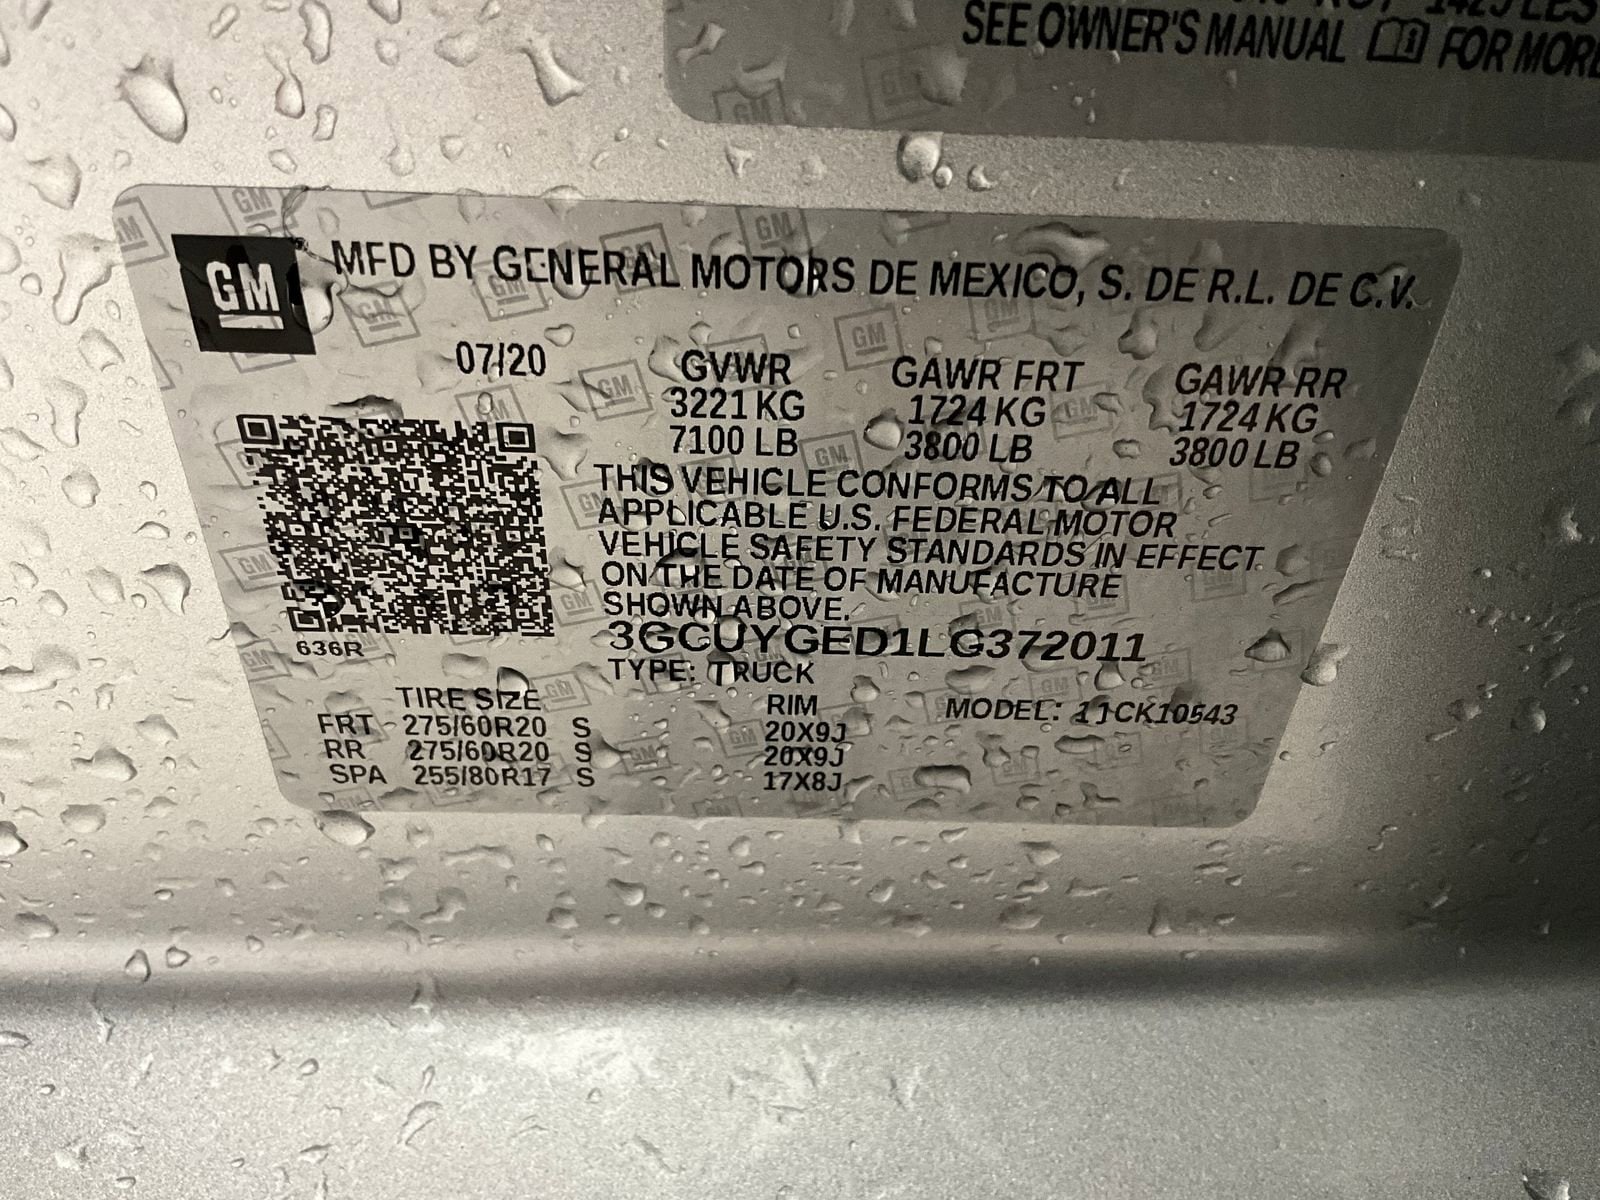 SEE OWNER'S MANUAL FOR MORE
GM MFD BY GENERAL MOTORS DE MEXICO, S. DE R.L. DE C.V.
07/20 GVWR GAWR FRT GAWR RR
3221 KG 1724 KG 1724 KG
7100 LB 3800 LB 3800 LB
THIS VEHICLE CONFORMS TO ALL
APPLICABLE U.S. FEDERAL MOTOR
VEHICLE SAFETY STANDARDS IN EFFECT
ON THE DATE OF MANUFACTURE
SHOWN ABOVE.
636R 3GCUYGED1LG372011
TYPE: TRUCK
TIRE SIZE RIM MODEL: 11CK10543
FRT 275/60R20 S 20X9J
RR 275/60R20 S 20X9J
SPA 255/80R17 S 17X8J